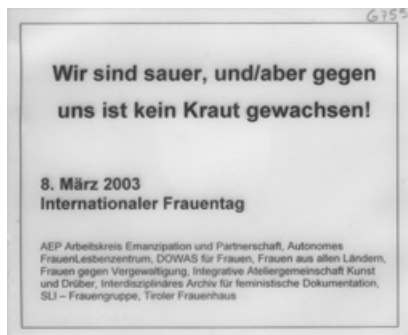 G755
Wir sind sauer, und/aber gegen
uns ist kein Kraut gewachsen!
8. März 2003
Internationaler Frauentag
AEP Arbeitskreis Emanzipation und Partnerschaft, Autonomes
FrauenLesbenzentrum, DOWAS für Frauen, Frauen aus allen Ländern,
Frauen gegen Vergewaltigung, Integrative Ateliergemeinschaft Kunst
und Drüber, Interdisziplinäres Archiv für feministische Dokumentation,
SLI – Frauengruppe, Tiroler Frauenhaus